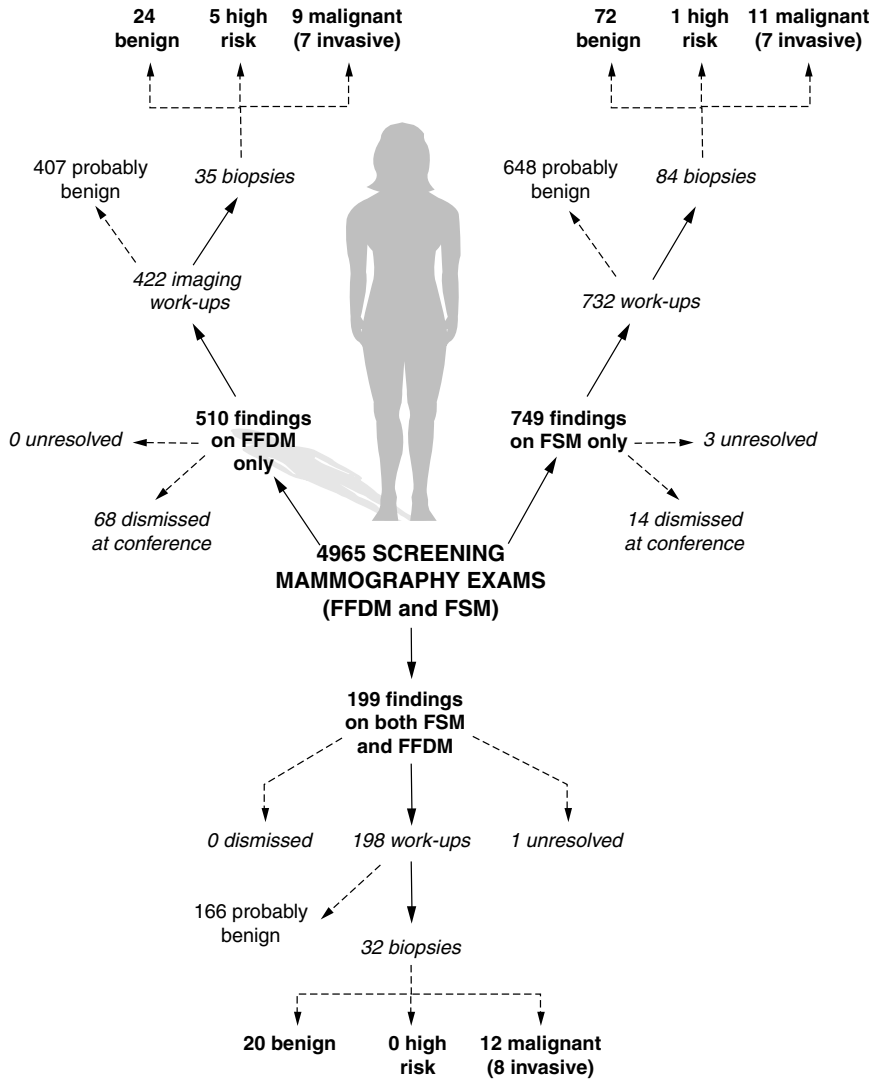 24
benign
5 high
risk
9 malignant
(7 invasive)
72
benign
1 high
risk
11 malignant
(7 invasive)
407 probably
benign
35 biopsies
648 probably
benign
84 biopsies
422 imaging
work-ups
732 work-ups
510 findings
on FFDM
only
0 unresolved
68 dismissed
at conference
749 findings
on FSM only
3 unresolved
14 dismissed
at conference
4965 SCREENING
MAMMOGRAPHY EXAMS
(FFDM and FSM)
199 findings
on both FSM
and FFDM
0 dismissed
198 work-ups
1 unresolved
166 probably
benign
32 biopsies
20 benign
0 high
risk
12 malignant
(8 invasive)